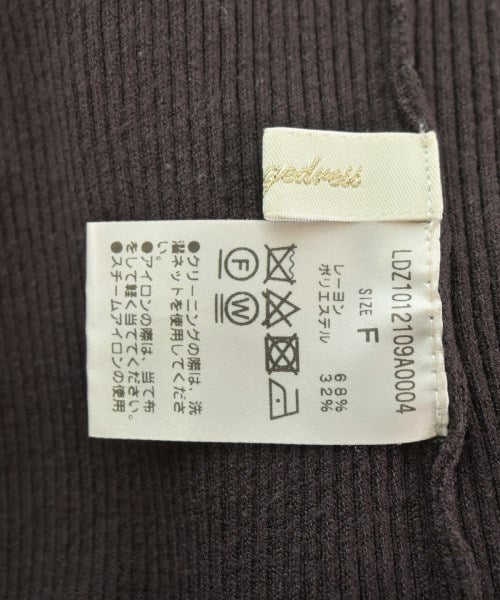 gedress
LDZ1012109A0004
SIZE F
レーヨン 68%
ポリエステル 32%
F W
●クリーニングの際は、洗
濯ネットを使用してくださ
い。
●アイロンの際は、当て布
をして軽く当ててください。
●スチームアイロンの使用